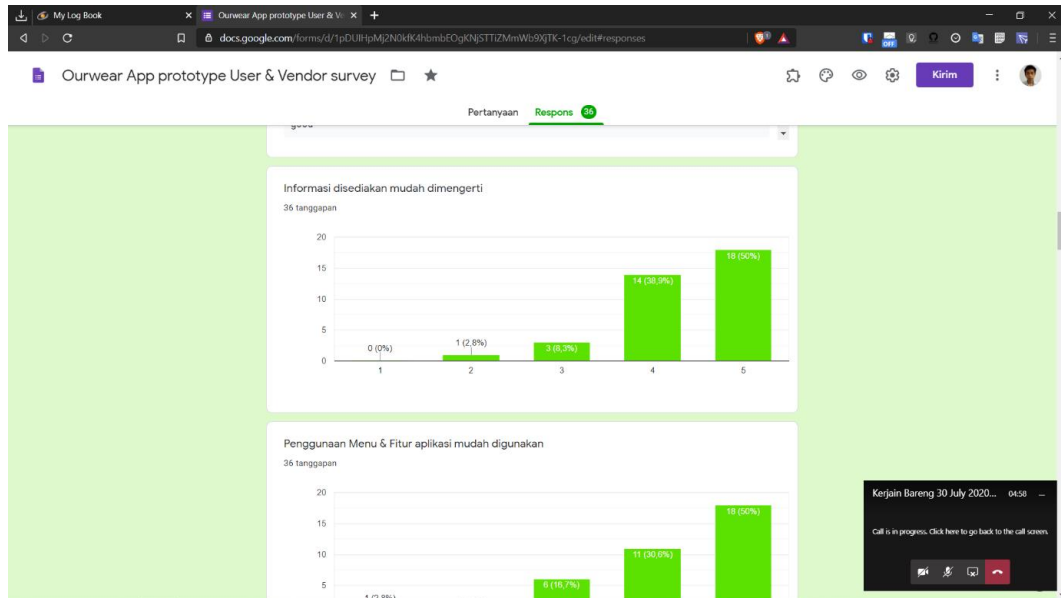 My Log Book
Ourwear App prototype User & V
docs.google.com/forms/d/1pDUIHpMj2N0kfK4hbmbEOgKNjSTTiZMmWb9XjTK-1cg/edit#responses
OFF
Ourwear App prototype User & Vendor survey
Kirim
Pertanyaan Respons 36
good
Informasi disediakan mudah dimengerti
36 tanggapan
20
15
10
5
0
0 (0%) 1 (2,8%) 3 (8,3%) 14 (38,9%) 18 (50%)
1 2 3 4 5
Penggunaan Menu & Fitur aplikasi mudah digunakan
36 tanggapan
20
15
10
5
1 (2,8%) 6 (16,7%) 11 (30,6%) 18 (50%)
Kerjain Bareng 30 July 2020... 04:58
Call is in progress. Click here to go back to the call screen.